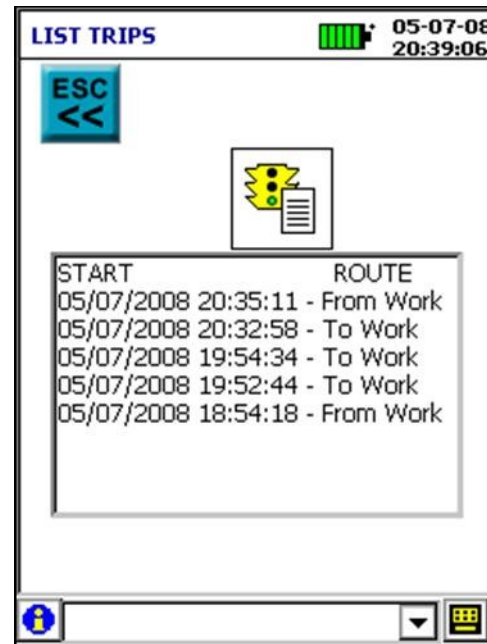 LIST TRIPS
05-07-08
20:39:06
ESC
<<
START ROUTE
05/07/2008 20:35:11 - From Work
05/07/2008 20:32:58 - To Work
05/07/2008 19:54:34 - To Work
05/07/2008 19:52:44 - To Work
05/07/2008 18:54:18 - From Work